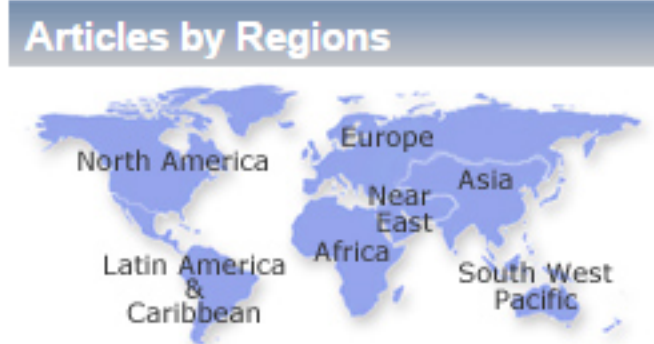 Articles by Regions
Europe
North America
Asia
Near
East
Africa
Latin America
&
Caribbean
South West
Pacific